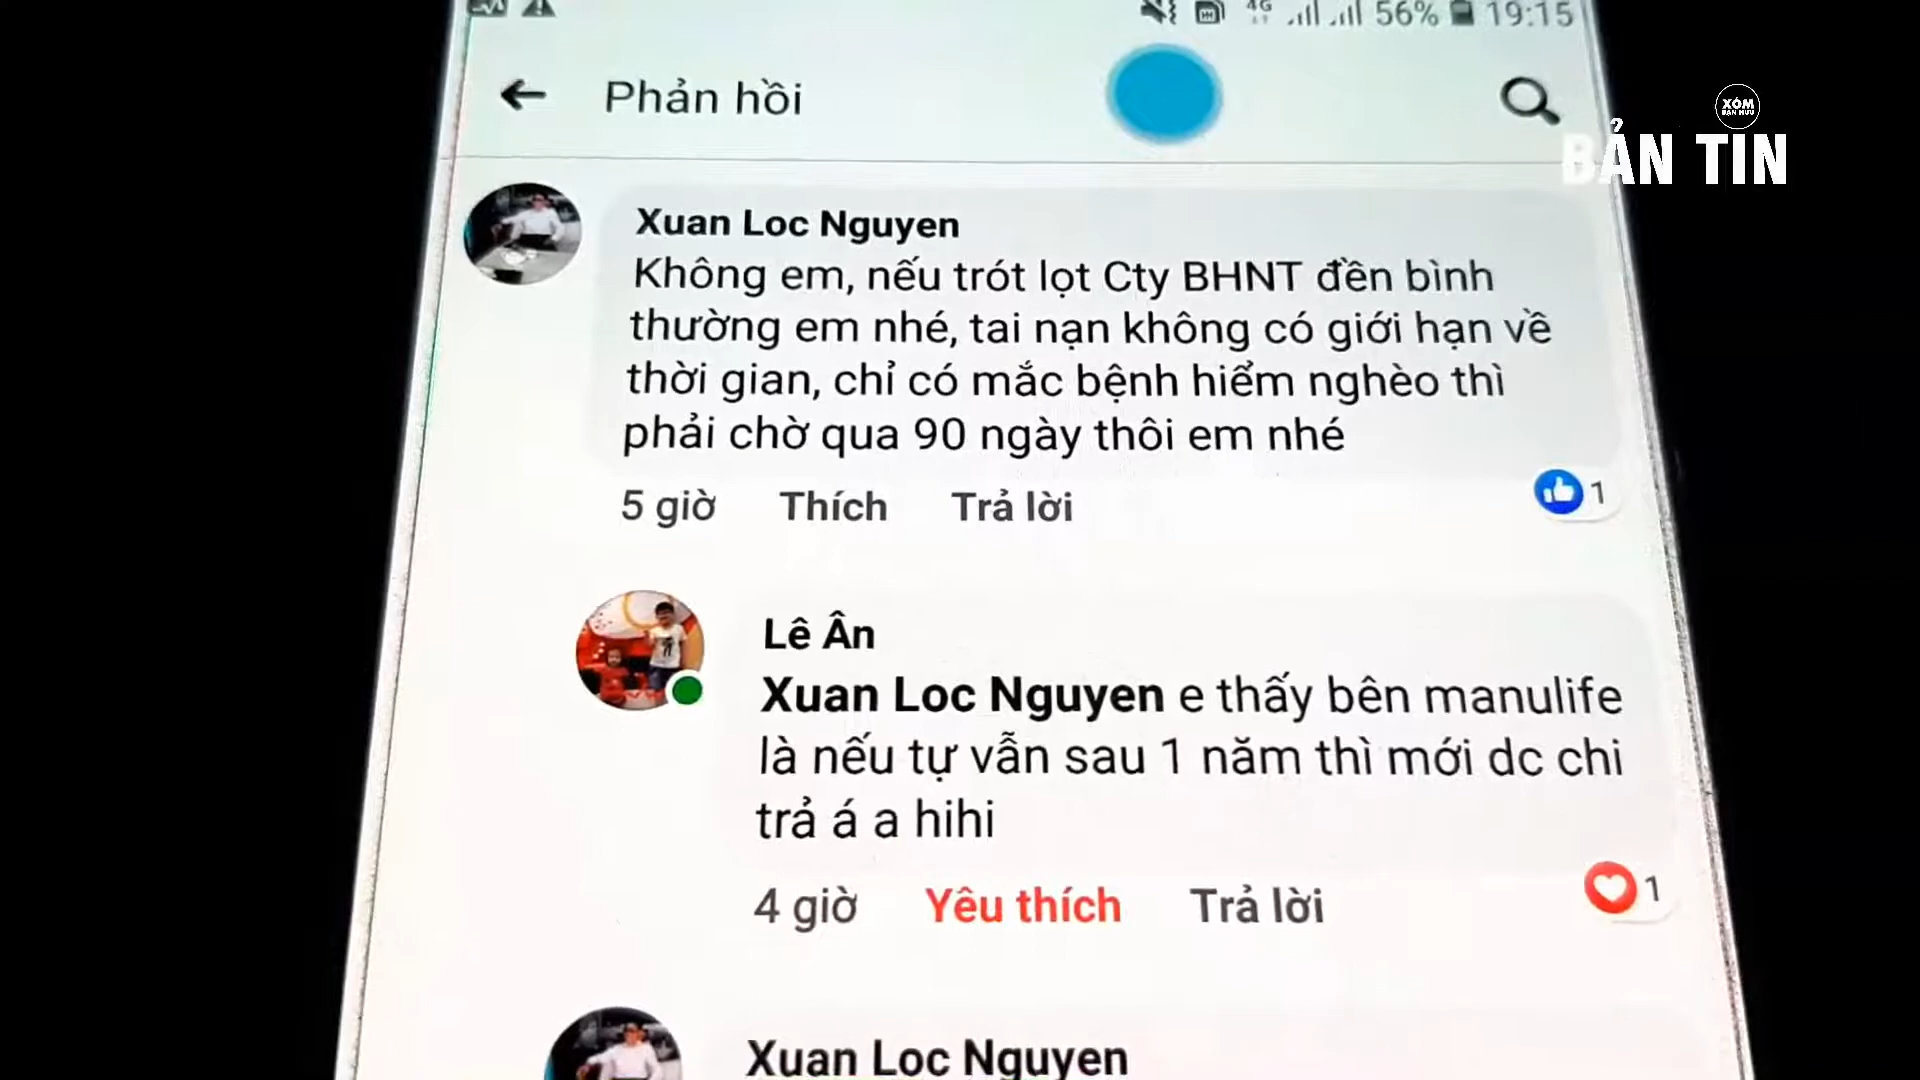 4G 56% 19:15
Phản hồi
XÓM
BẠN HỮU
BẢN TIN
Xuan Loc Nguyen
Không em, nếu trót lọt Cty BHNT đền bình
thường em nhé, tai nạn không có giới hạn về
thời gian, chỉ có mắc bệnh hiểm nghèo thì
phải chờ qua 90 ngày thôi em nhé
5 giờ Thích Trả lời 1
Lê Ân
Xuan Loc Nguyen e thấy bên manulife
là nếu tự vẫn sau 1 năm thì mới dc chi
trả á a hihi
4 giờ Yêu thích Trả lời 1
Xuan Loc Nguyen